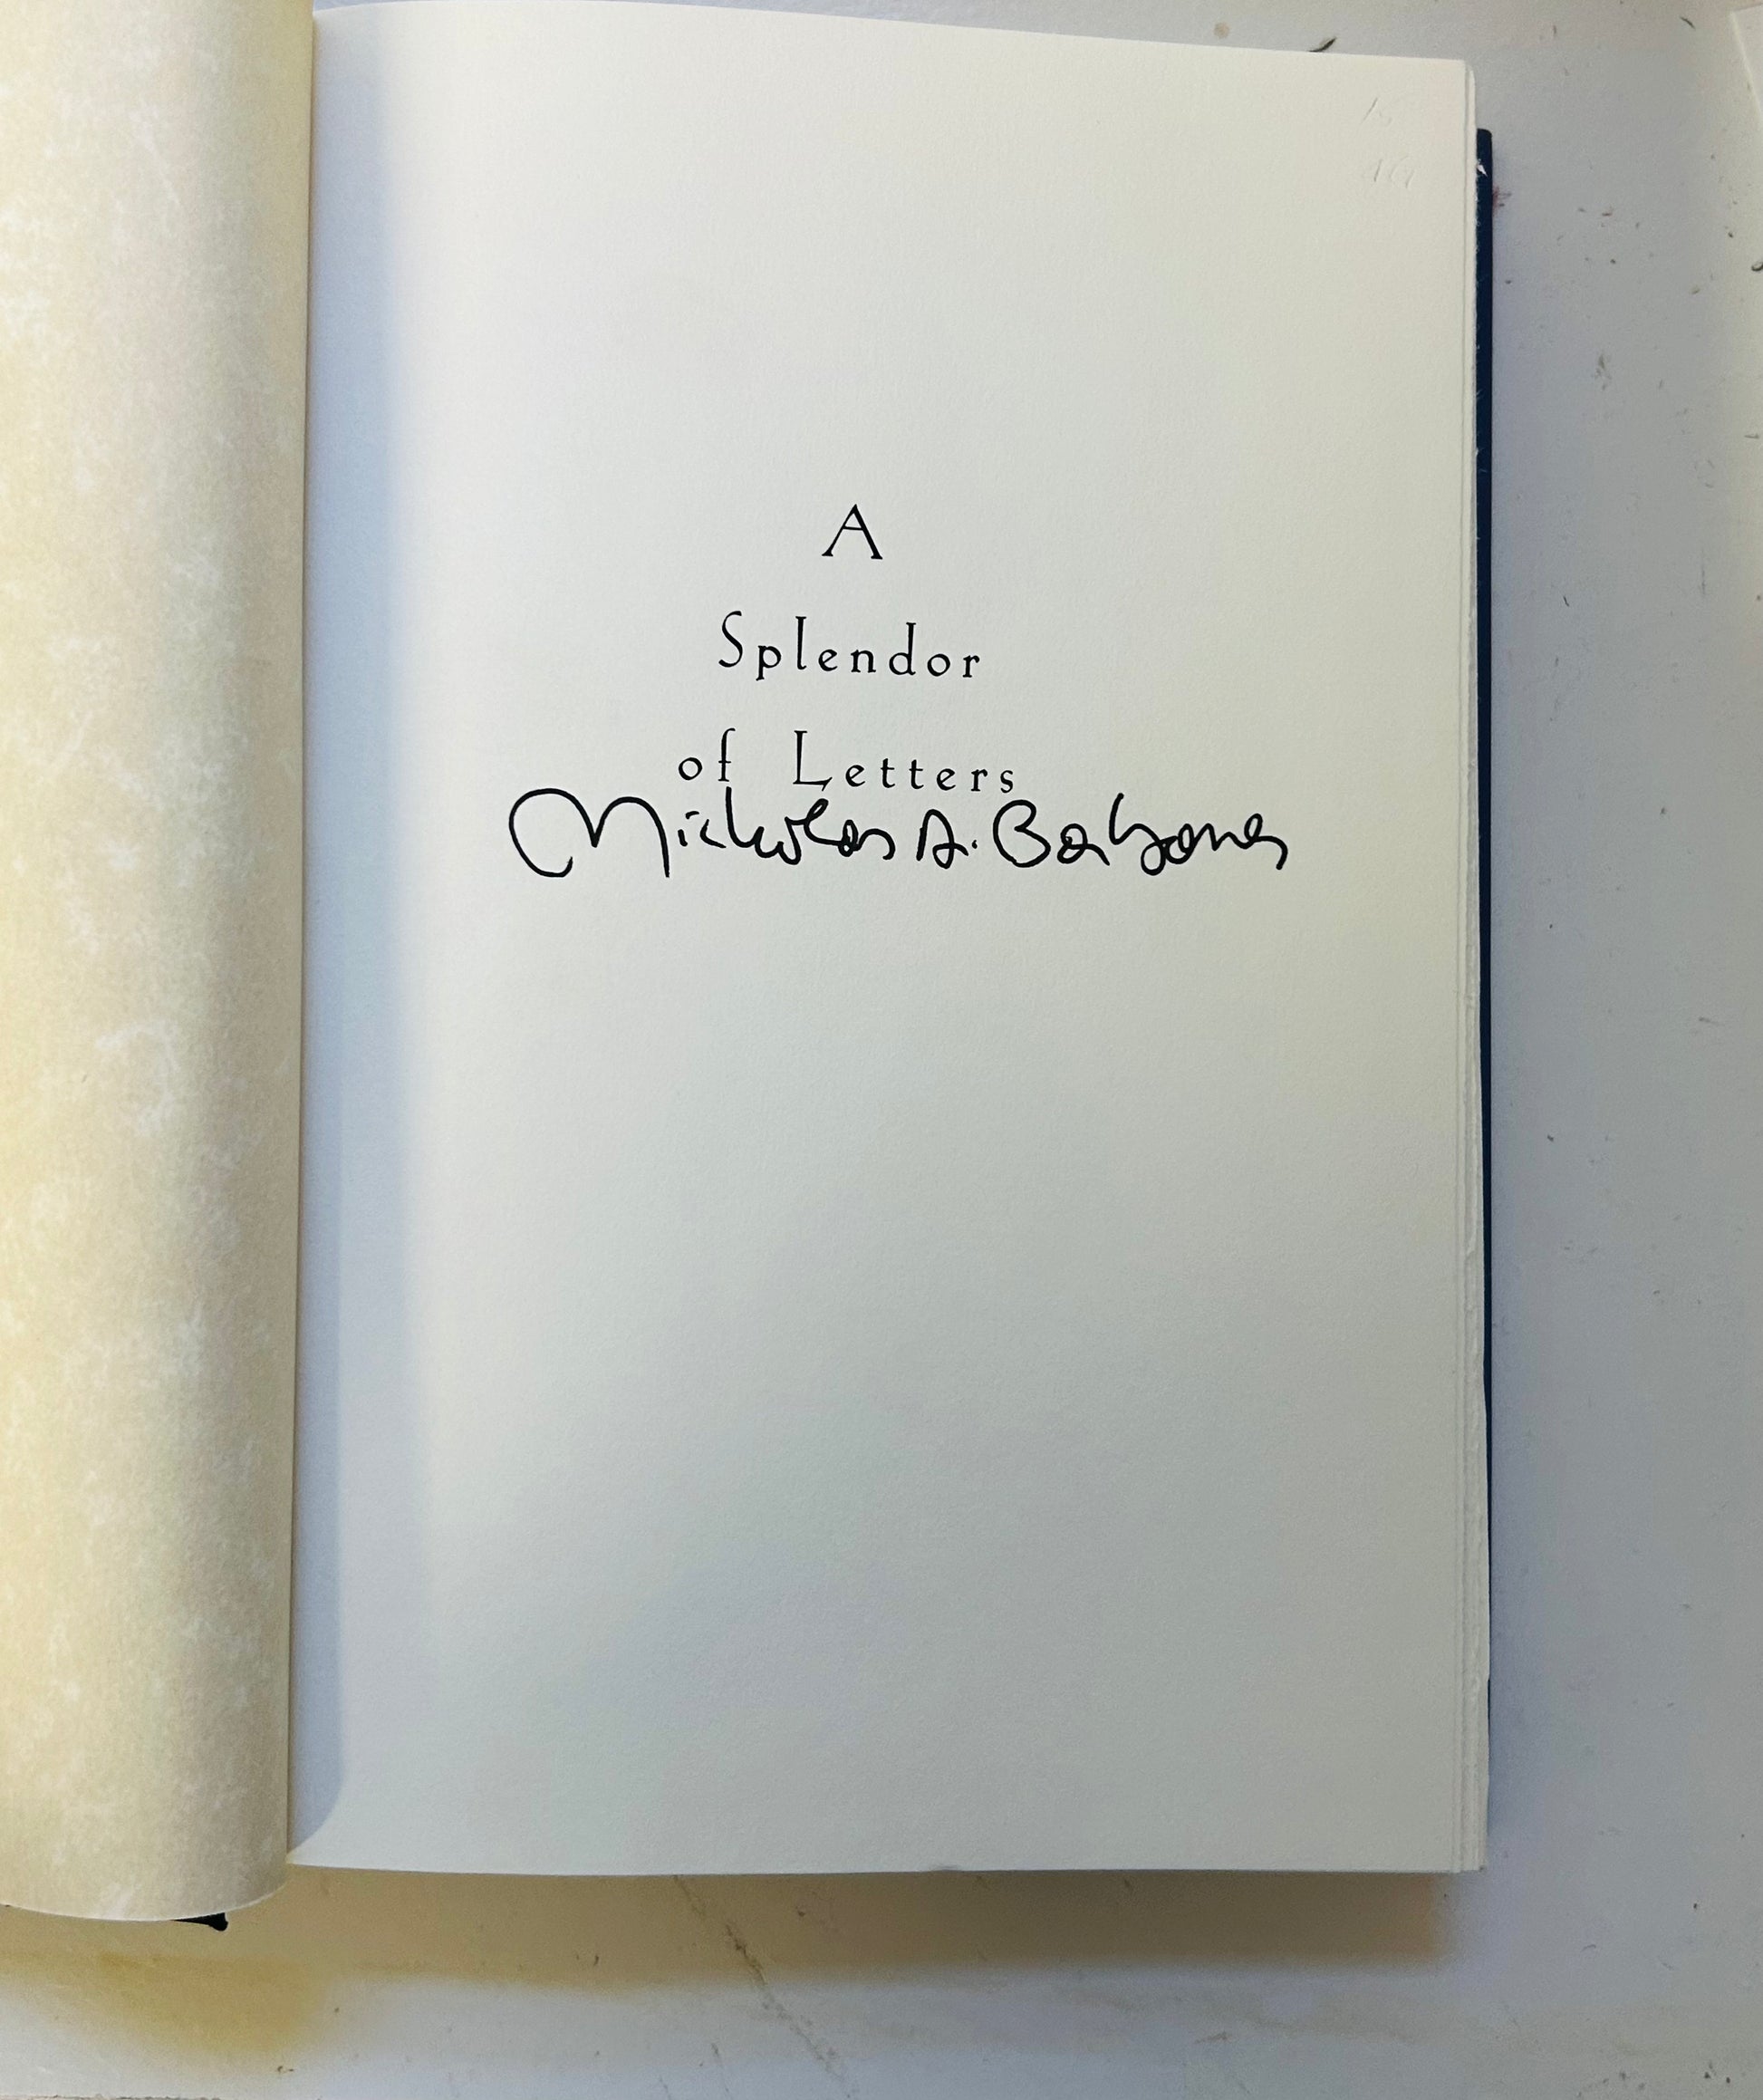 A
Splendor
of Letters
Nicholas A. Basbanes